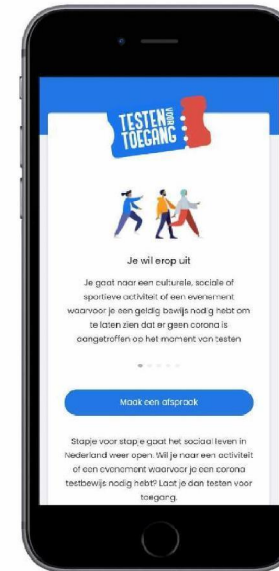 TESTEN
VOOR
TOEGANG
Je wil erop uit
Je gaat naar een culturele, sociale of
sportieve activiteit of een evenement
waarvoor je een geldig bewijs nodig hebt om
te laten zien dat er geen corona is
aangetroffen op het moment van testen
Maak een afspraak
Stapje voor stapje gaat het sociaal leven in
Nederland weer open. Wil je naar een activiteit
of een evenement waarvoor je een corona
testbewijs nodig hebt? Laat je dan testen voor
toegang.